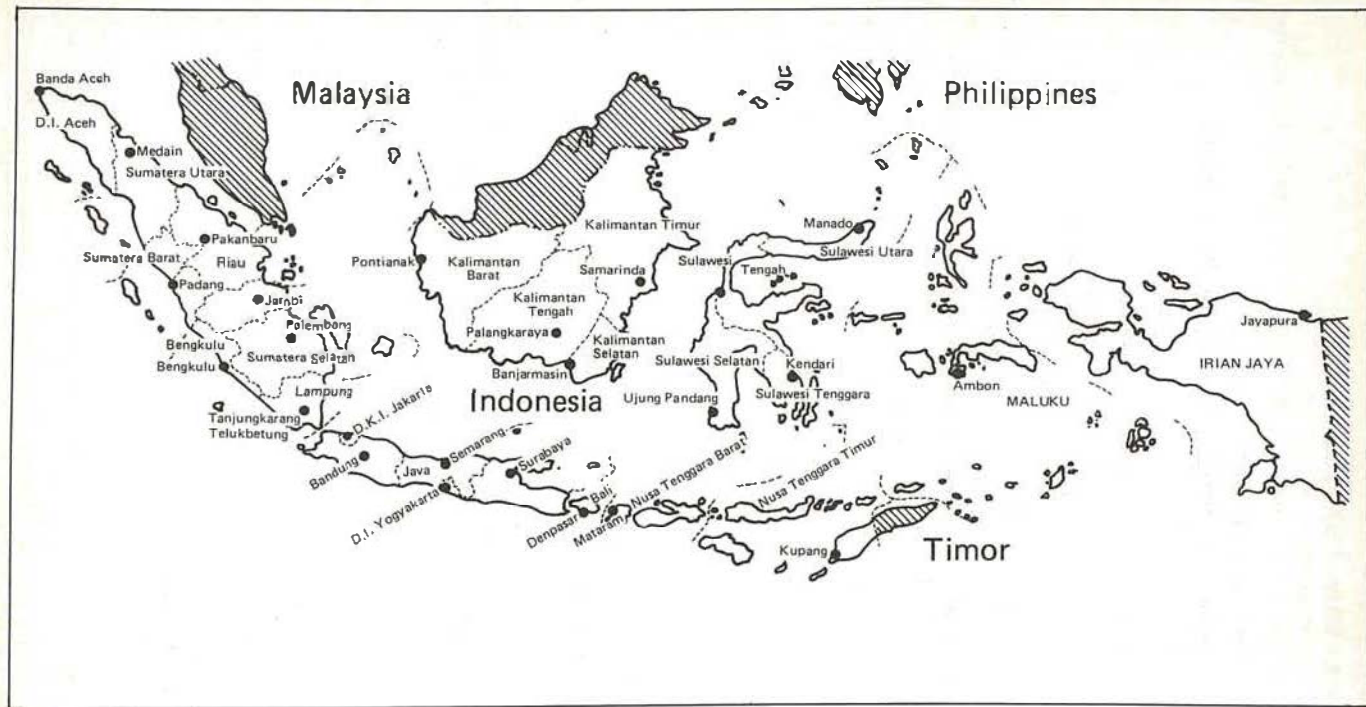 Malaysia
Philippines
Banda Aceh
D.I. Aceh
Medain
Sumatera Utara
Pakanbaru
Sumatera Barat
Riau
Padang
Jambi
Palembang
Bengkulu
Sumatera Selatan
Bengkulu
Lampung
Tanjungkarang
Telukbetung
D.K.I. Jakarta
Bandung
Java
Semarang
D.I. Yogyakarta
Surabaya
Denpasar
Bali
Mataram
Nusa Tenggara Barat
Nusa Tenggara Timur
Pontianak
Kalimantan
Barat
Kalimantan Timur
Samarinda
Kalimantan
Tengah
Palangkaraya
Kalimantan
Selatan
Banjarmasin
Indonesia
Manado
Sulawesi Utara
Sulawesi
Tengah
Sulawesi Selatan
Kendari
Sulawesi Tenggara
Ujung Pandang
Ambon
MALUKU
Jayapura
IRIAN JAYA
Kupang
Timor